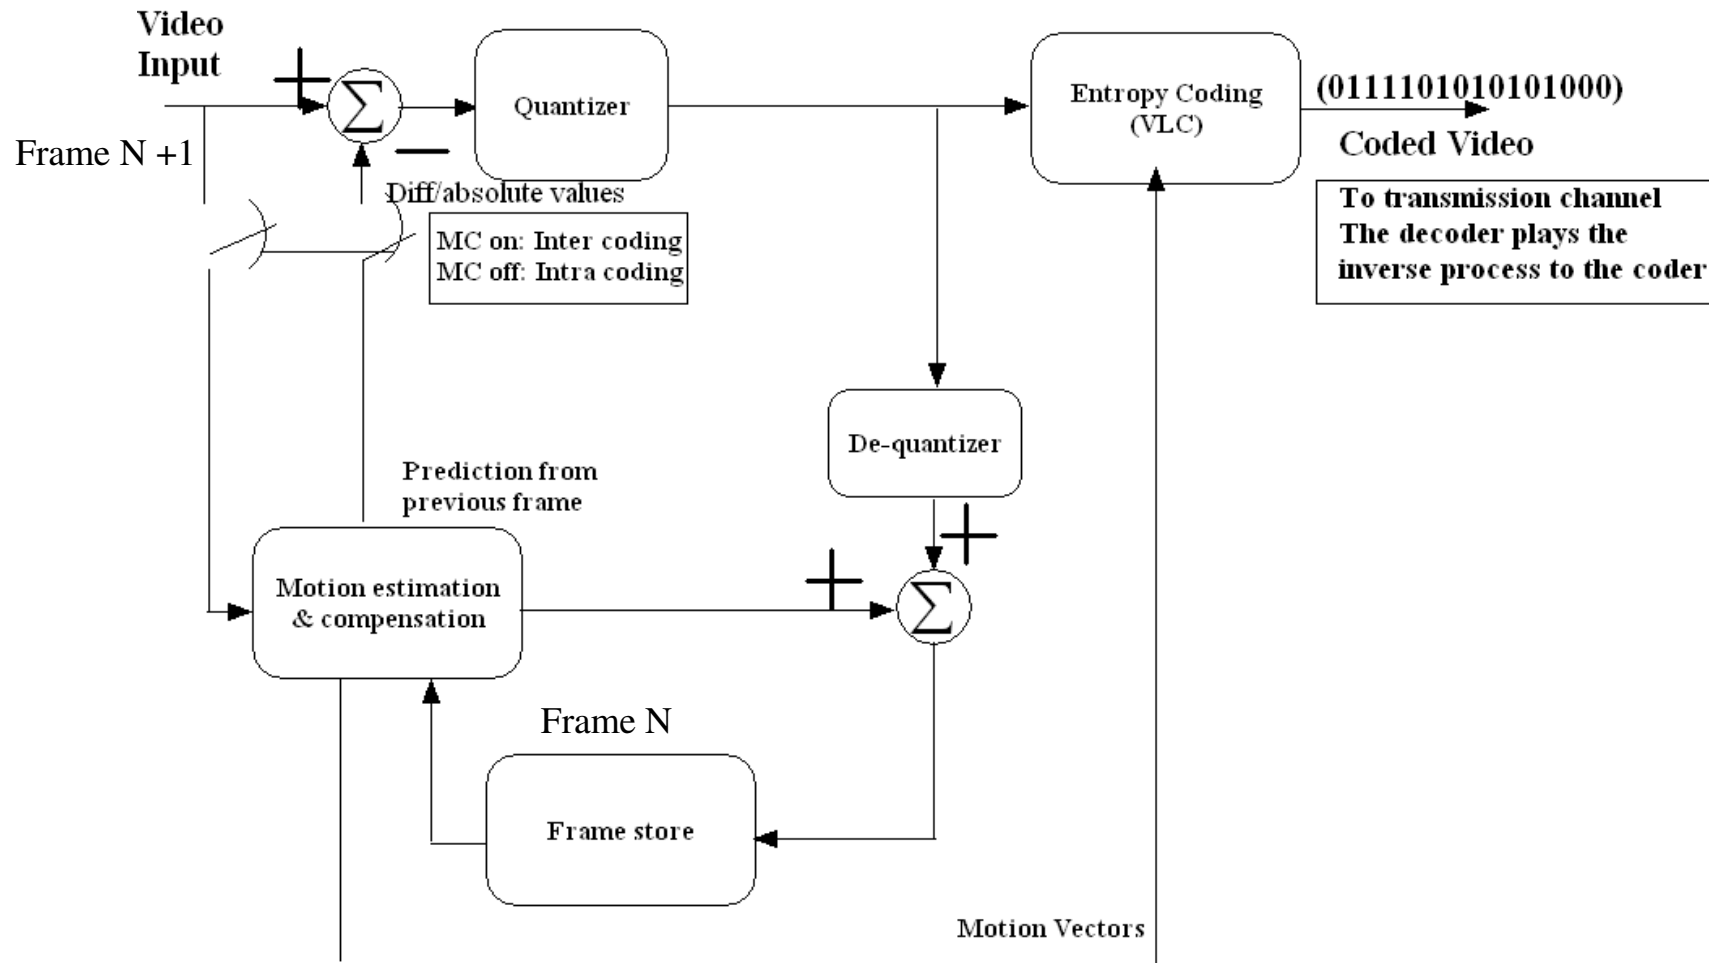 Video
Input
+
Σ
−
Frame N +1
Quantizer
Entropy Coding
(VLC)
(0111101010101000)
Coded Video
To transmission channel
The decoder plays the
inverse process to the coder
Diff/absolute values
MC on: Inter coding
MC off: Intra coding
De-quantizer
Prediction from
previous frame
+
+
Σ
Motion estimation
& compensation
Frame N
Frame store
Motion Vectors